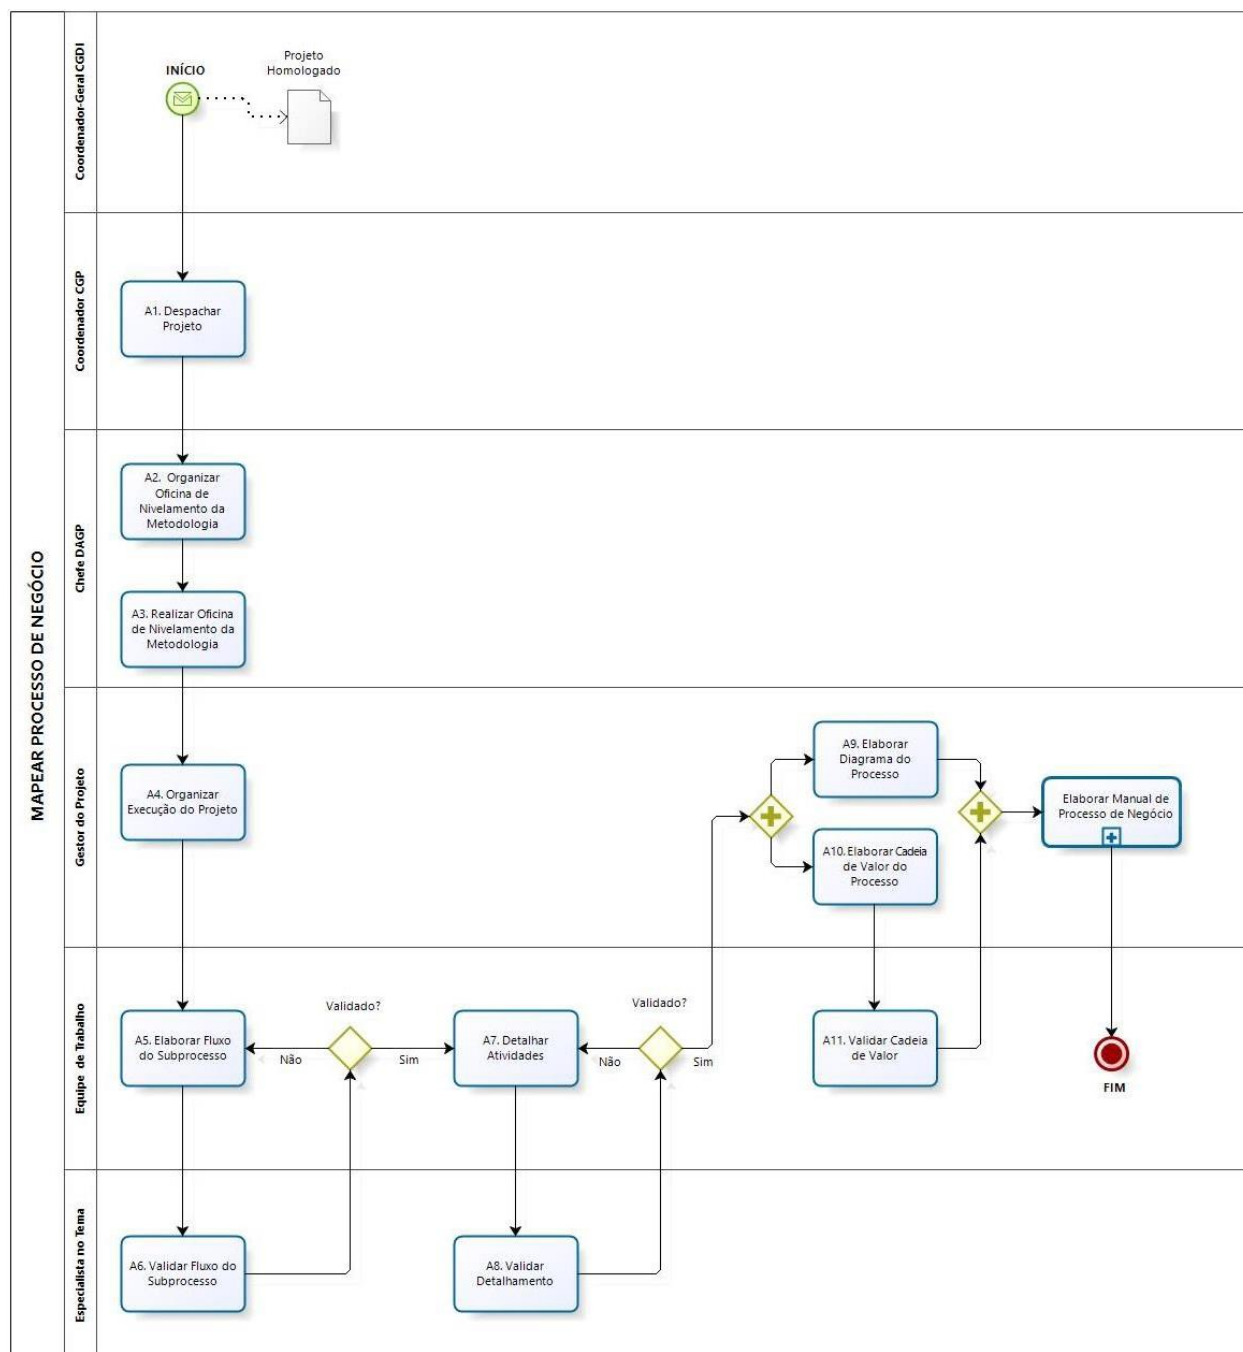 MAPEAR PROCESSO DE NEGÓCIO
Coordenador-Geral CGDI
INÍCIO
Projeto
Homologado
Coordenador CGP
A1. Despachar
Projeto
Chefe DAGP
A2. Organizar
Oficina de
Nivelamento da
Metodologia
A3. Realizar Oficina
de Nivelamento da
Metodologia
Gestor do Projeto
A4. Organizar
Execução do Projeto
A9. Elaborar
Diagrama do
Processo
A10. Elaborar Cadeia
de Valor do
Processo
Elaborar Manual de
Processo de Negócio
Equipe de Trabalho
A5. Elaborar Fluxo
do Subprocesso
Validado?
Não
Sim
A7. Detalhar
Atividades
Validado?
Não
Sim
A11. Validar Cadeia
de Valor
FIM
Especialista no Tema
A6. Validar Fluxo do
Subprocesso
A8. Validar
Detalhamento